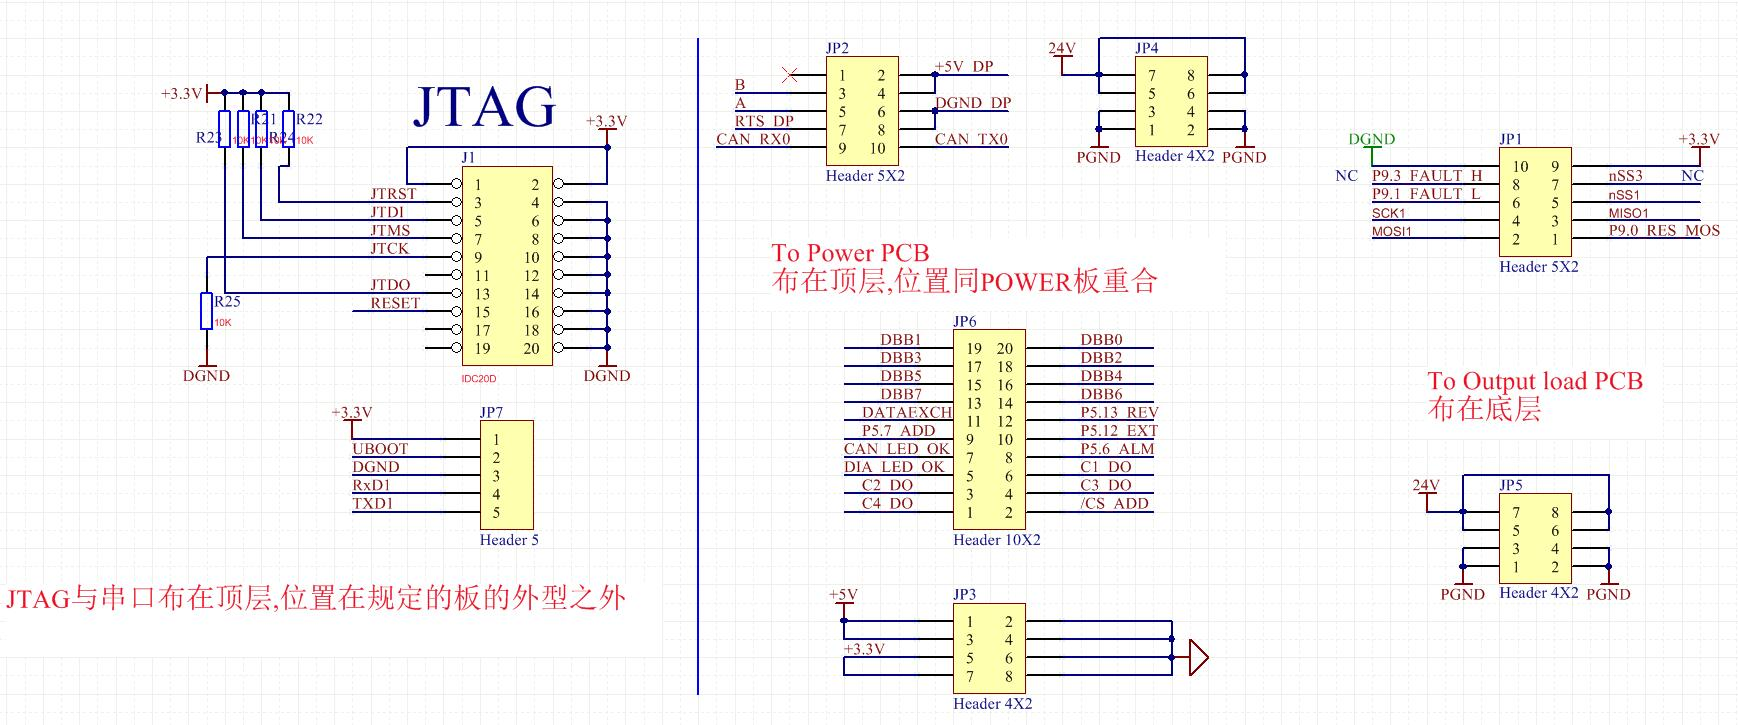 JTAG
+3.3V
R23
R21
R24
R22
10K
10K
10K
10K
+3.3V
J1
1 2
JTRST 3 4
JTDI 5 6
JTMS 7 8
JTCK 9 10
11 12
JTDO 13 14
RESET 15 16
17 18
19 20
R25
10K
DGND
IDC20D
DGND
+3.3V
JP7
1
UBOOT 2
DGND 3
RxD1 4
TXD1 5
Header 5
JTAG与串口布在顶层,位置在规定的板的外型之外
JP2
1 2 +5V_DP
B 3 4
A 5 6 DGND_DP
RTS_DP 7 8
CAN_RX0 9 10 CAN_TX0
Header 5X2
24V
JP4
7 8
5 6
3 4
1 2
PGND
Header 4X2
PGND
To Power PCB
布在顶层,位置同POWER板重合
JP6
DBB1 19 20 DBB0
DBB3 17 18 DBB2
DBB5 15 16 DBB4
DBB7 13 14 DBB6
DATAEXCH 11 12 P5.13_REV
P5.7_ADD 9 10 P5.12_EXT
CAN_LED_OK 7 8 P5.6_ALM
DIA_LED_OK 5 6 C1_DO
C2_DO 3 4 C3_DO
C4_DO 1 2 /CS_ADD
Header 10X2
+5V
JP3
1 2
3 4
+3.3V 5 6
7 8
Header 4X2
DGND
JP1
+3.3V
10 9
NC P9.3_FAULT_H 8 7 nSS3 NC
P9.1_FAULT_L 6 5 nSS1
SCK1 4 3 MISO1
MOSI1 2 1 P9.0_RES_MOS
Header 5X2
To Output load PCB
布在底层
24V
JP5
7 8
5 6
3 4
1 2
PGND
Header 4X2
PGND